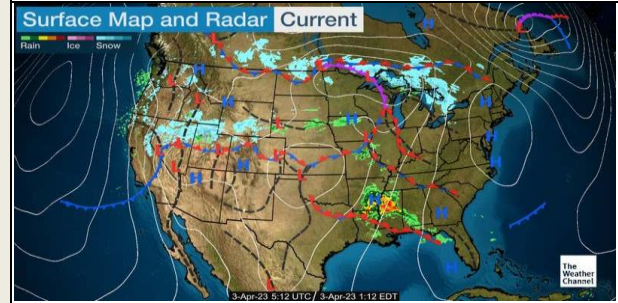 Surface Map and Radar Current
Rain Ice Snow
H
L
H
L
L
H
H
H
H
L
H
L
L
H
L
H
H
L
H
H
H
L
The
Weather
Channel
3-Apr-23 5:12 UTC / 3-Apr-23 1:12 EDT